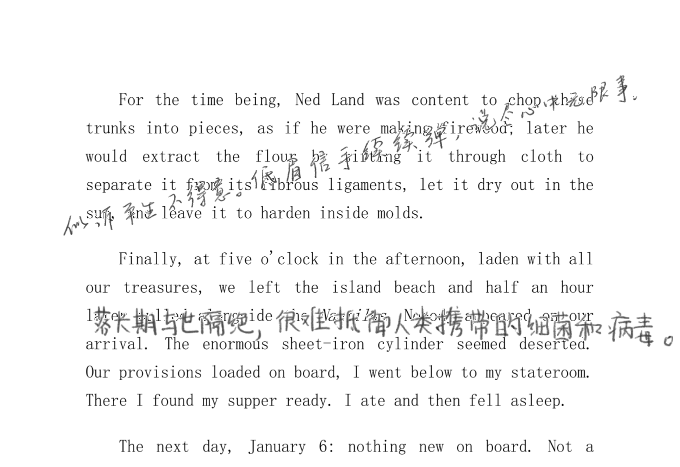 For the time being, Ned Land was content to chop these
trunks into pieces, as if he were making firewood; later he
would extract the flour by sifting it through cloth to
separate it from its fibrous ligaments, let it dry out in the
sun, and leave it to harden inside molds.
似诉平生不得意。低眉信手续续弹，说尽心中无限事。
Finally, at five o'clock in the afternoon, laden with all
our treasures, we left the island beach and half an hour
later pulled alongside the Nautilus. Nobody appeared on our
落长期与世隔绝，很难抵御人类携带的细菌和病毒。
arrival. The enormous sheet-iron cylinder seemed deserted.
Our provisions loaded on board, I went below to my stateroom.
There I found my supper ready. I ate and then fell asleep.
The next day, January 6: nothing new on board. Not a